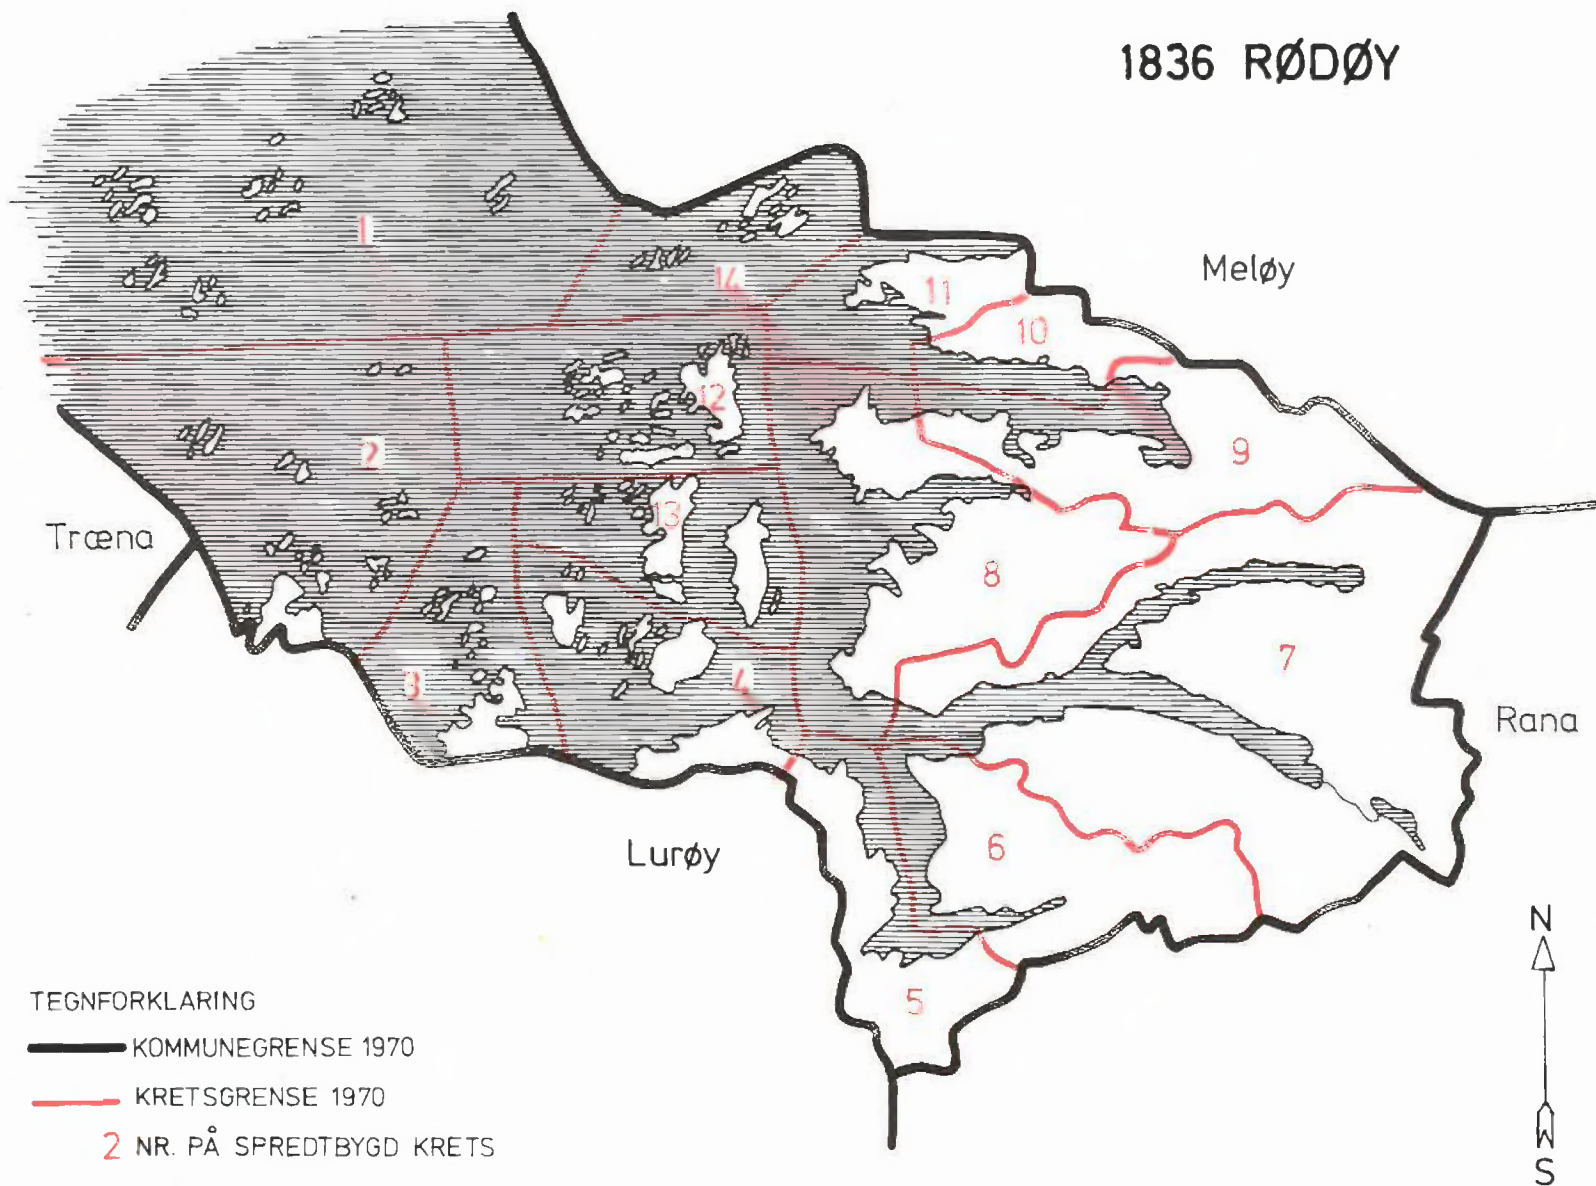 1836 RØDØY
1
14
11
Meløy
10
12
2
9
Træna
13
8
7
3
4
Rana
Lurøy
6
N
5
S
TEGNFORKLARING
KOMMUNEGRENSE 1970
KRETSGRENSE 1970
2 NR. PÅ SPREDTBYGD KRETS